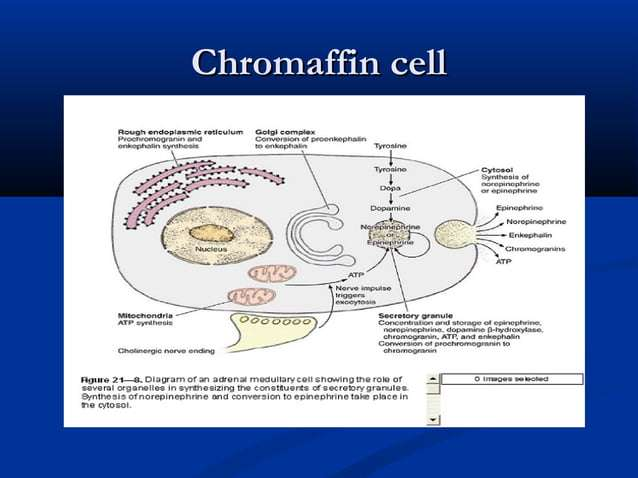 Chromaffin cell
Rough endoplasmic reticulum
Prochromogranin and
enkephalin synthesis
Golgi complex
Conversion of proenkephalin
to enkephalin
Tyrosine
Tyrosine
Dopa
Dopamine
Norepinephrine
or
Epinephrine
Cytosol
Synthesis of
norepinephrine
or epinephrine
Epinephrine
Norepinephrine
Enkephalin
Chromogranins
ATP
Nucleus
ATP
Nerve impulse
triggers
exocytosis
Mitochondria
ATP synthesis
Cholinergic nerve ending
Secretory granule
Concentration and storage of epinephrine,
norepinephrine, dopamine β-hydroxylase,
chromogranin, ATP, and enkephalin
Conversion of prochromogranin to
chromogranin
Figure 21—8. Diagram of an adrenal medullary cell showing the role of
several organelles in synthesizing the constituents of secretory granules.
Synthesis of norepinephrine and conversion to epinephrine take place in
the cytosol.
0 Images selected